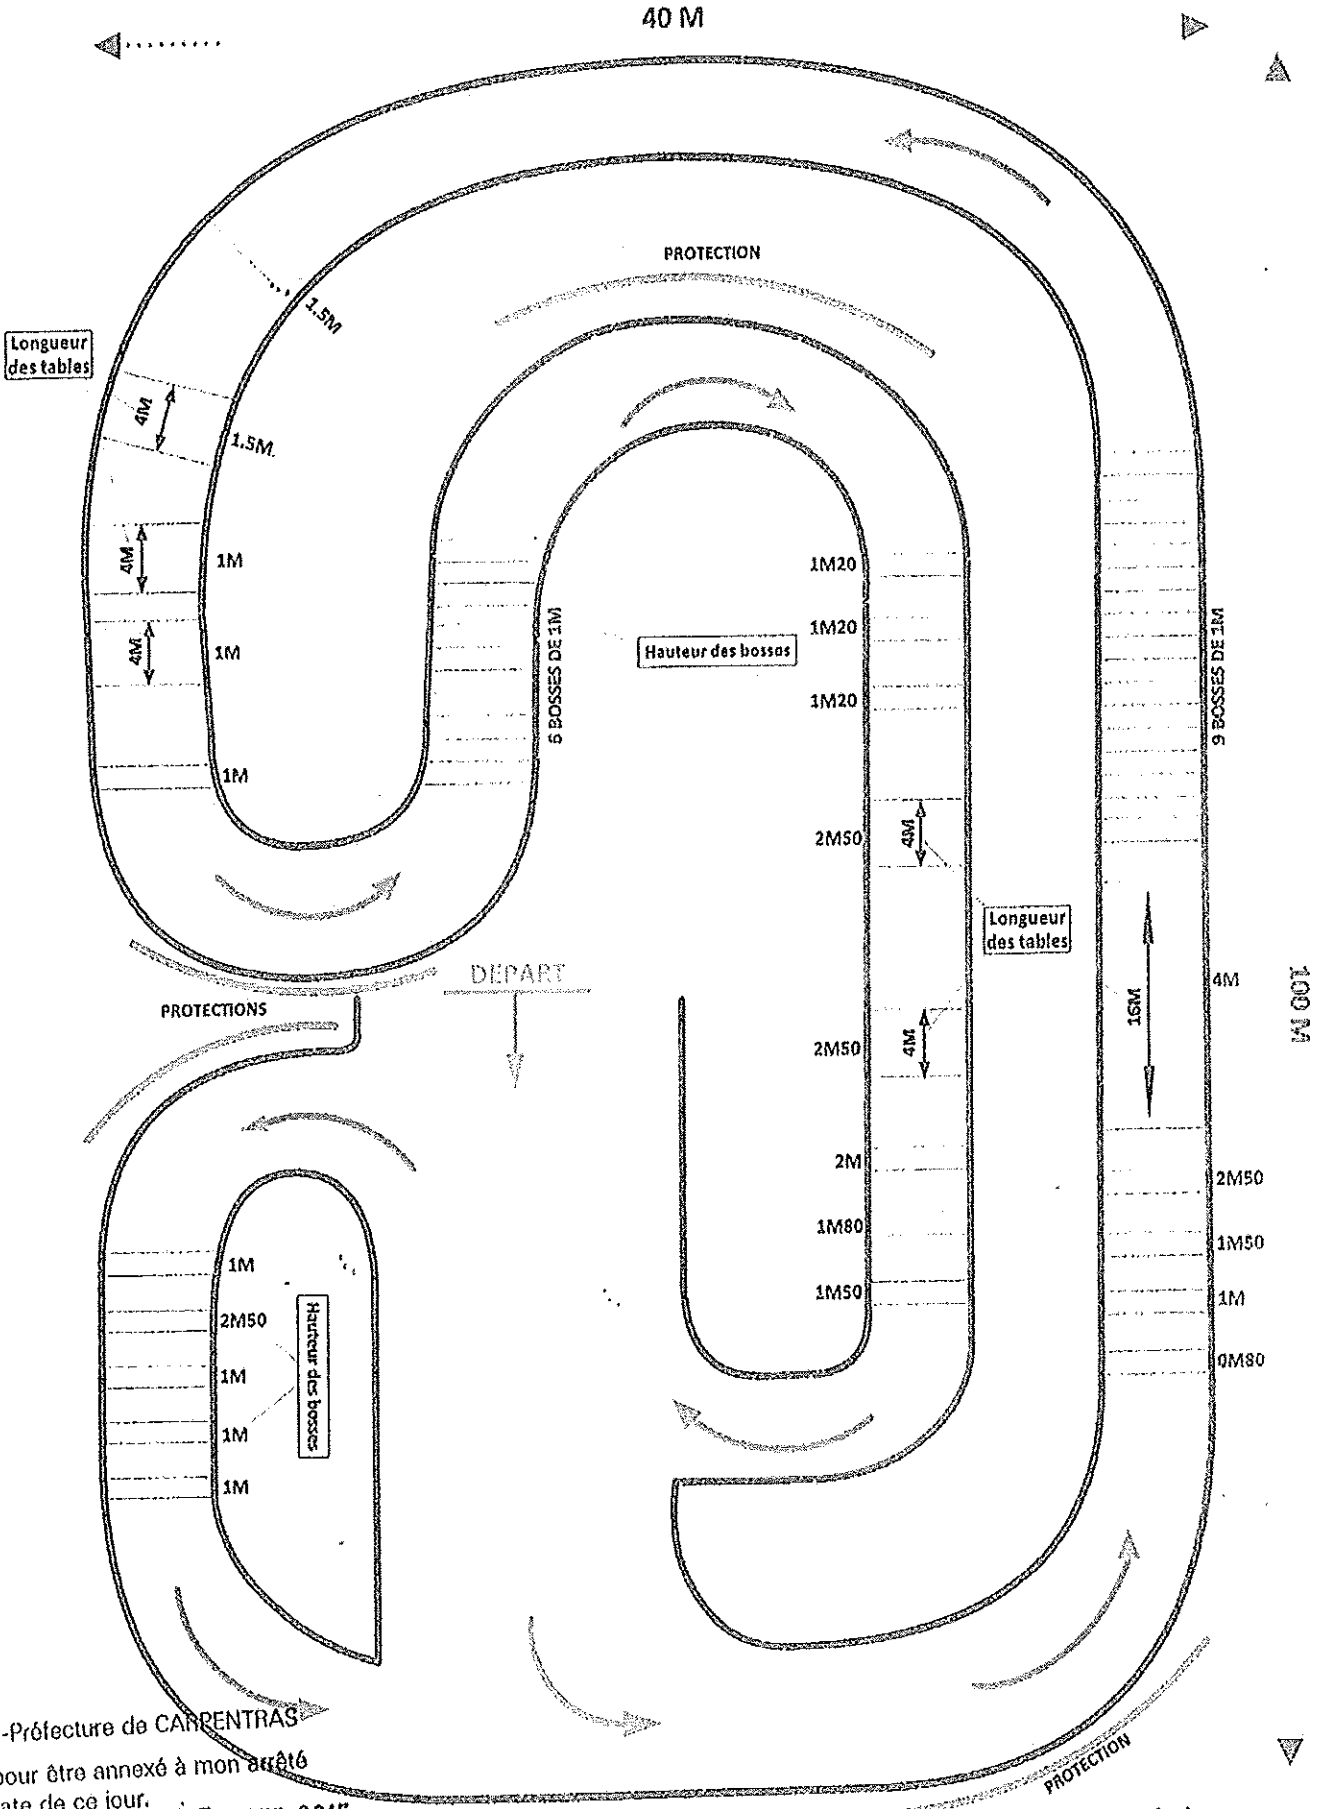 40 M
PROTECTION
1.5M
Longueur
des tables
4M
1.5M
4M
1M
4M
1M
1M
6 BOSSES DE 1M
Hauteur des bosses
1M20
1M20
1M20
2M50
4M
Longueur
des tables
2M50
4M
2M
1M80
1M50
9 BOSSES DE 1M
16M
4M
100 M
2M50
1M50
1M
0M80
DEPART
PROTECTIONS
1M
2M50
1M
1M
1M
Hauteur des bosses
-Préfecture de CARPENTRAS
pour être annexé à mon arrêté
ate de ce jour.
PROTECTION